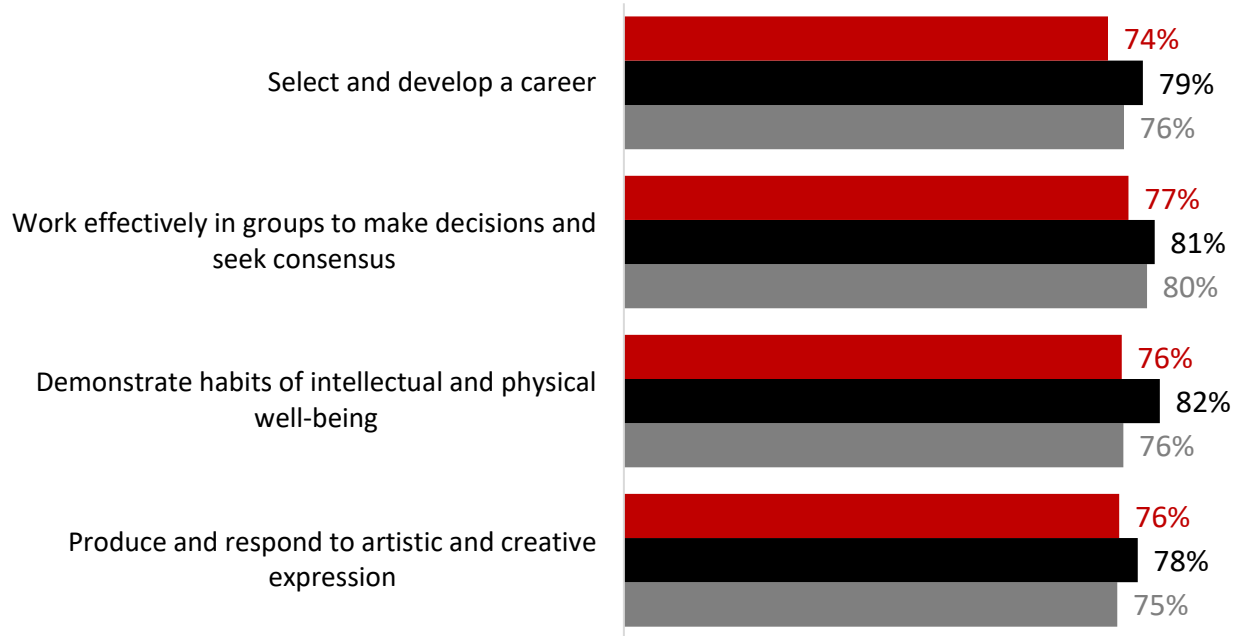 74%
Select and develop a career
79%
76%
77%
Work effectively in groups to make decisions and
seek consensus
81%
80%
76%
Demonstrate habits of intellectual and physical
well-being
82%
76%
76%
Produce and respond to artistic and creative
expression
78%
75%